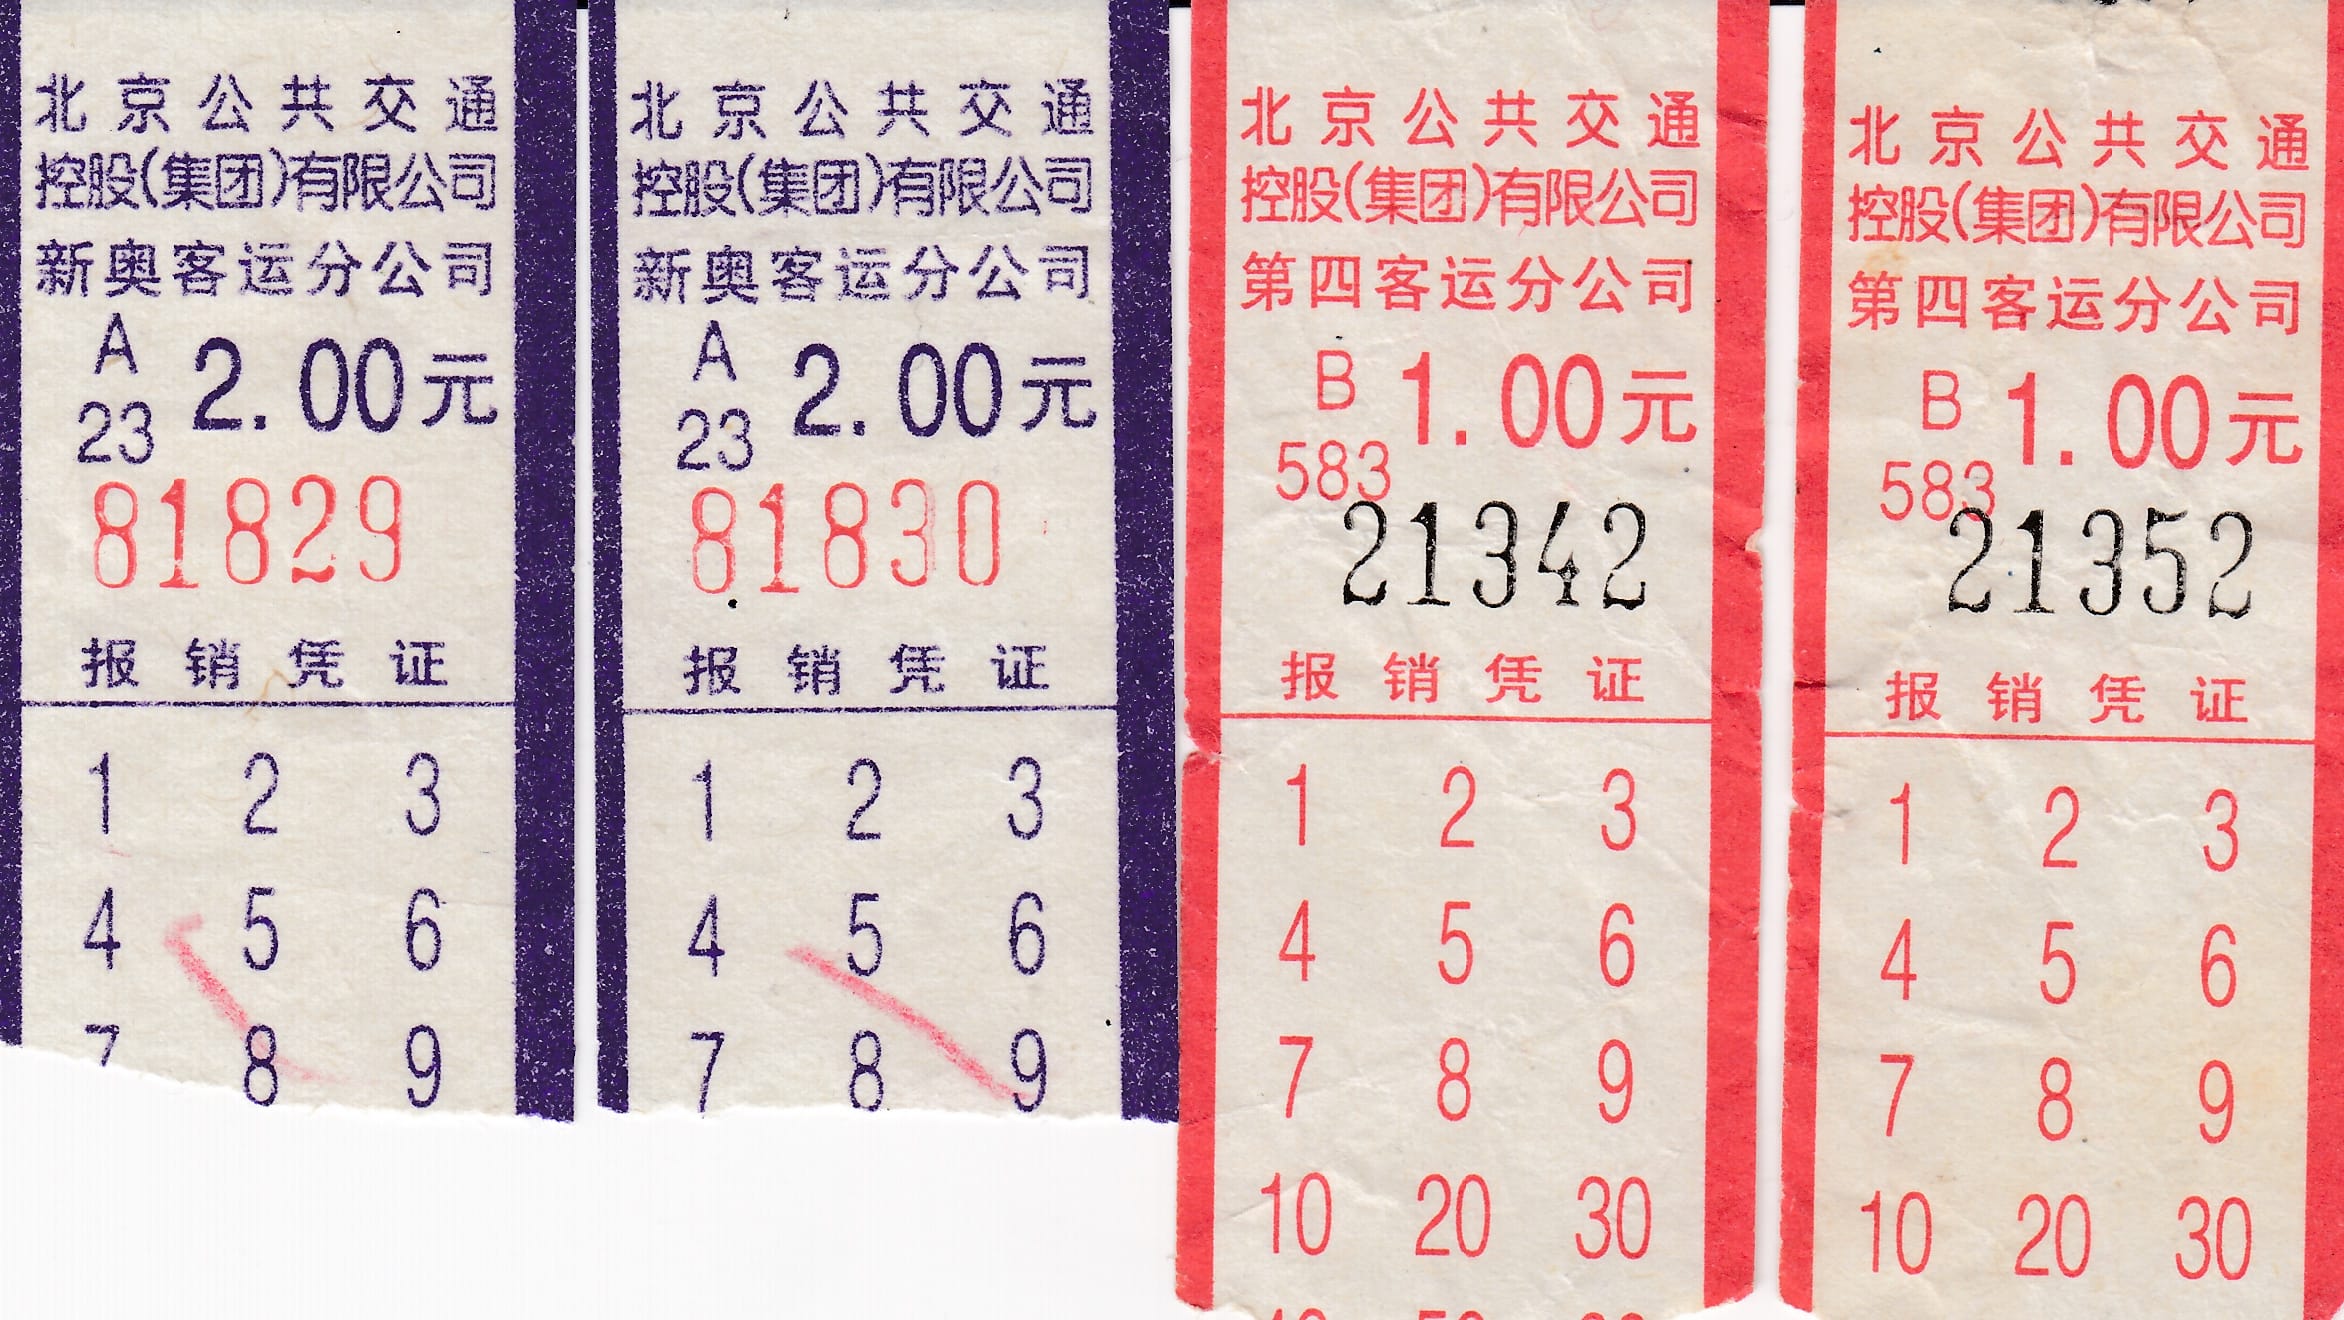 北京公共交通
控股(集团)有限公司
新奥客运分公司
A
23
2.00元
81829
报销凭证
1 2 3
4 5 6
7 8 9
北京公共交通
控股(集团)有限公司
新奥客运分公司
A
23
2.00元
81830
报销凭证
1 2 3
4 5 6
7 8 9
北京公共交通
控股(集团)有限公司
第四客运分公司
B
583
1.00元
21342
报销凭证
1 2 3
4 5 6
7 8 9
10 20 30
北京公共交通
控股(集团)有限公司
第四客运分公司
B
583
1.00元
21352
报销凭证
1 2 3
4 5 6
7 8 9
10 20 30